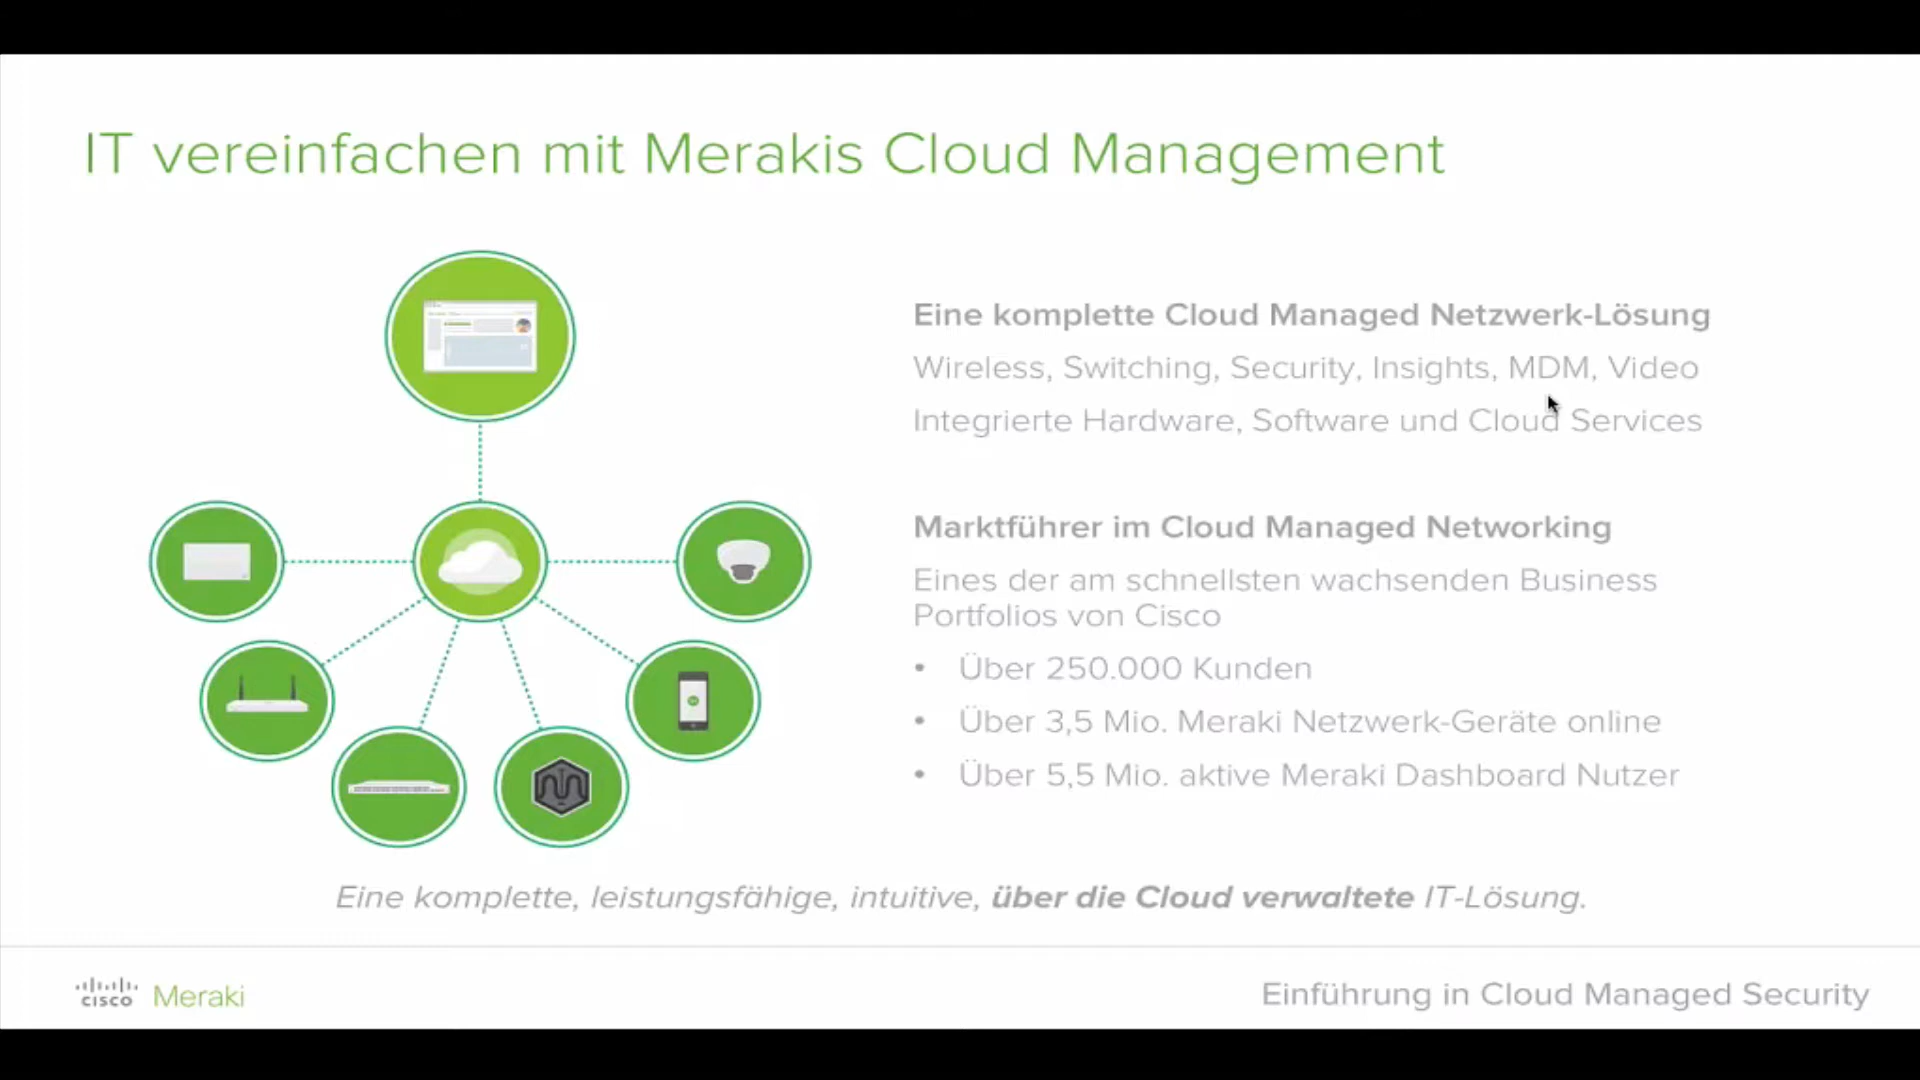 IT vereinfachen mit Merakis Cloud Management
Eine komplette Cloud Managed Netzwerk-Lösung
Wireless, Switching, Security, Insights, MDM, Video
Integrierte Hardware, Software und Cloud Services
Marktführer im Cloud Managed Networking
Eines der am schnellsten wachsenden Business
Portfolios von Cisco
• Über 250.000 Kunden
• Über 3,5 Mio. Meraki Netzwerk-Geräte online
• Über 5,5 Mio. aktive Meraki Dashboard Nutzer
Eine komplette, leistungsfähige, intuitive, über die Cloud verwaltete IT-Lösung.
cisco Meraki
Einführung in Cloud Managed Security